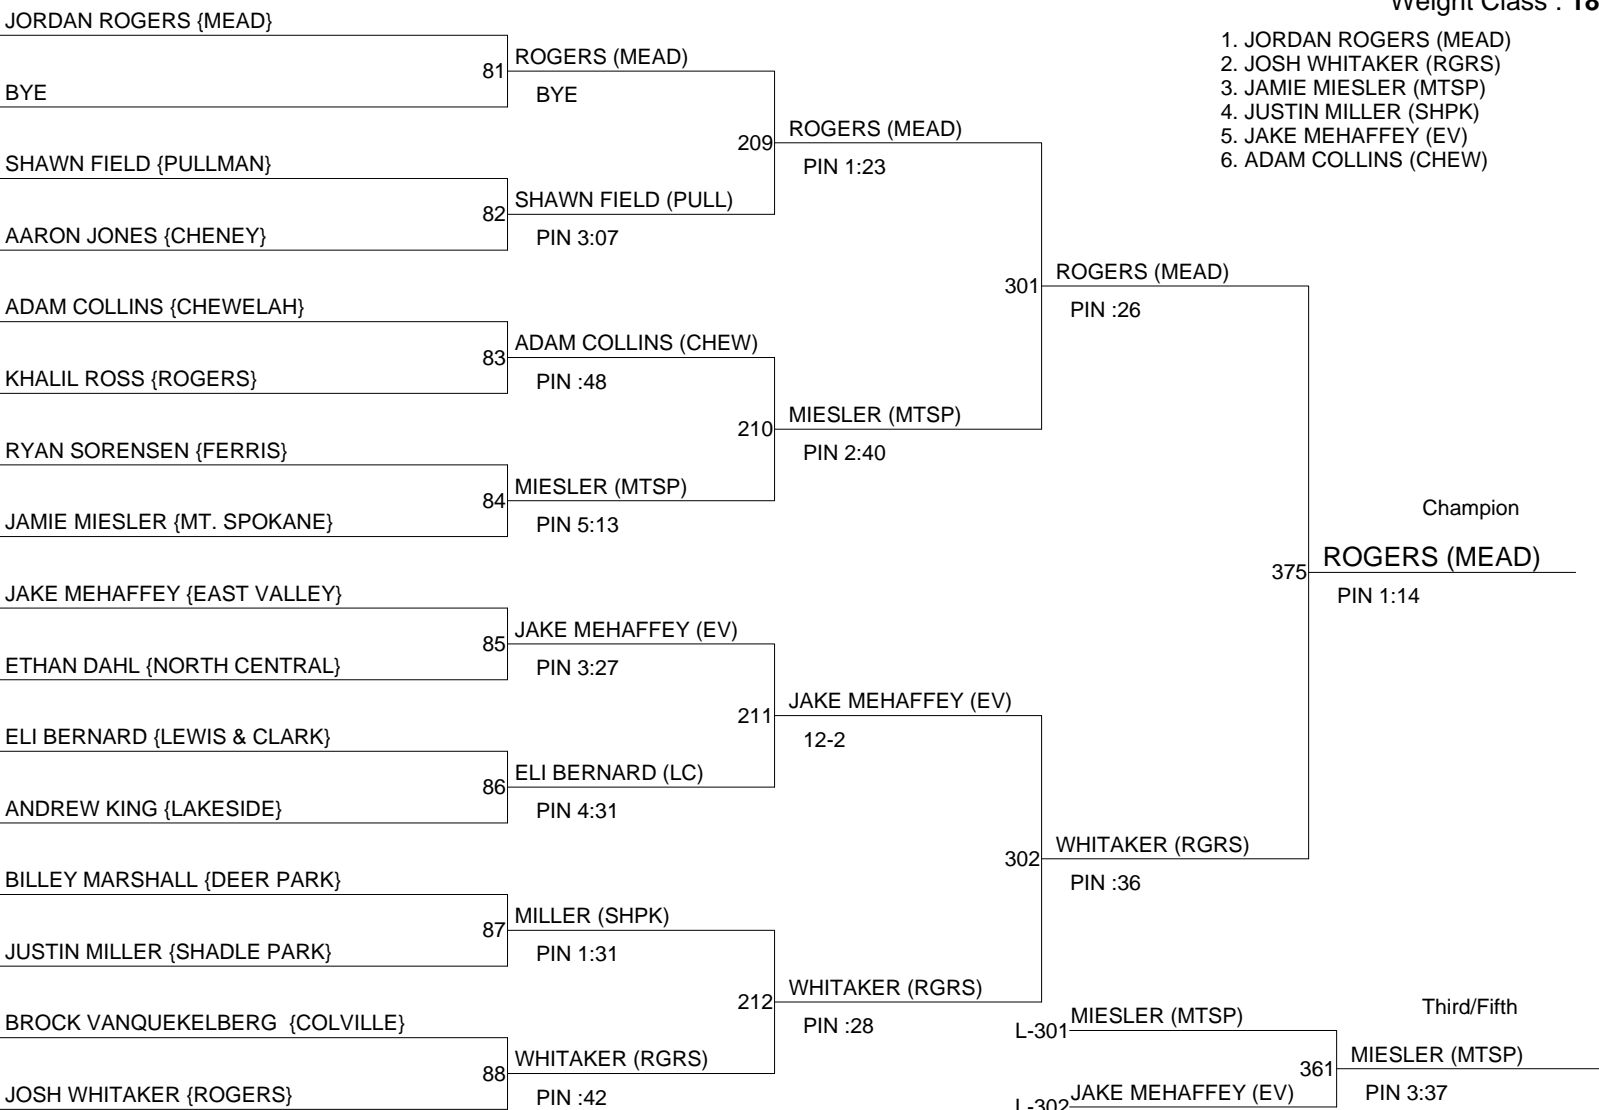 Weight Class : 18
1. JORDAN ROGERS (MEAD)
2. JOSH WHITAKER (RGRS)
3. JAMIE MIESLER (MTSP)
4. JUSTIN MILLER (SHPK)
5. JAKE MEHAFFEY (EV)
6. ADAM COLLINS (CHEW)
JORDAN ROGERS {MEAD}
BYE
SHAWN FIELD {PULLMAN}
AARON JONES {CHENEY}
ADAM COLLINS {CHEWELAH}
KHALIL ROSS {ROGERS}
RYAN SORENSEN {FERRIS}
JAMIE MIESLER {MT. SPOKANE}
JAKE MEHAFFEY {EAST VALLEY}
ETHAN DAHL {NORTH CENTRAL}
ELI BERNARD {LEWIS & CLARK}
ANDREW KING {LAKESIDE}
BILLEY MARSHALL {DEER PARK}
JUSTIN MILLER {SHADLE PARK}
BROCK VANQUEKELBERG {COLVILLE}
JOSH WHITAKER {ROGERS}
81
ROGERS (MEAD)
BYE
82
SHAWN FIELD (PULL)
PIN 3:07
83
ADAM COLLINS (CHEW)
PIN :48
84
MIESLER (MTSP)
PIN 5:13
85
JAKE MEHAFFEY (EV)
PIN 3:27
86
ELI BERNARD (LC)
PIN 4:31
87
MILLER (SHPK)
PIN 1:31
88
WHITAKER (RGRS)
PIN :42
209
ROGERS (MEAD)
PIN 1:23
210
MIESLER (MTSP)
PIN 2:40
211
JAKE MEHAFFEY (EV)
12-2
212
WHITAKER (RGRS)
PIN :28
301
ROGERS (MEAD)
PIN :26
302
WHITAKER (RGRS)
PIN :36
Champion
375
ROGERS (MEAD)
PIN 1:14
Third/Fifth
L-301
MIESLER (MTSP)
L-302
JAKE MEHAFFEY (EV)
361
MIESLER (MTSP)
PIN 3:37